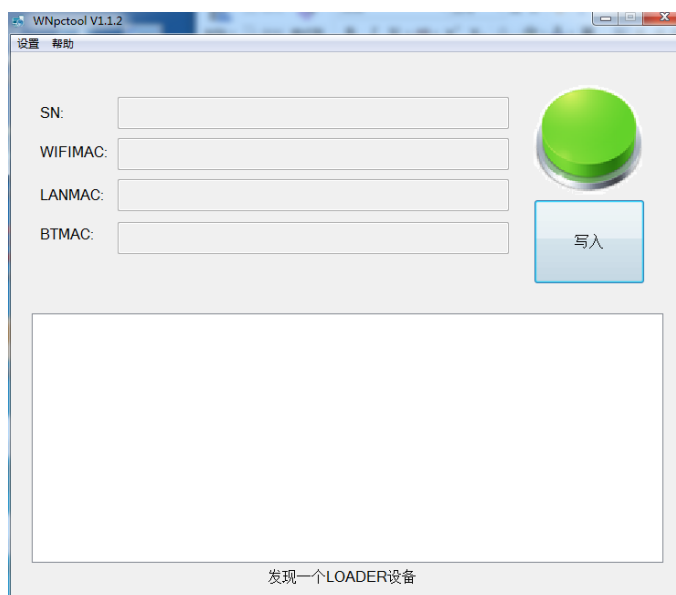 WNpctool V1.1.2
设置 帮助
SN:
WIFIMAC:
LANMAC:
BTMAC:
写入
发现一个LOADER设备